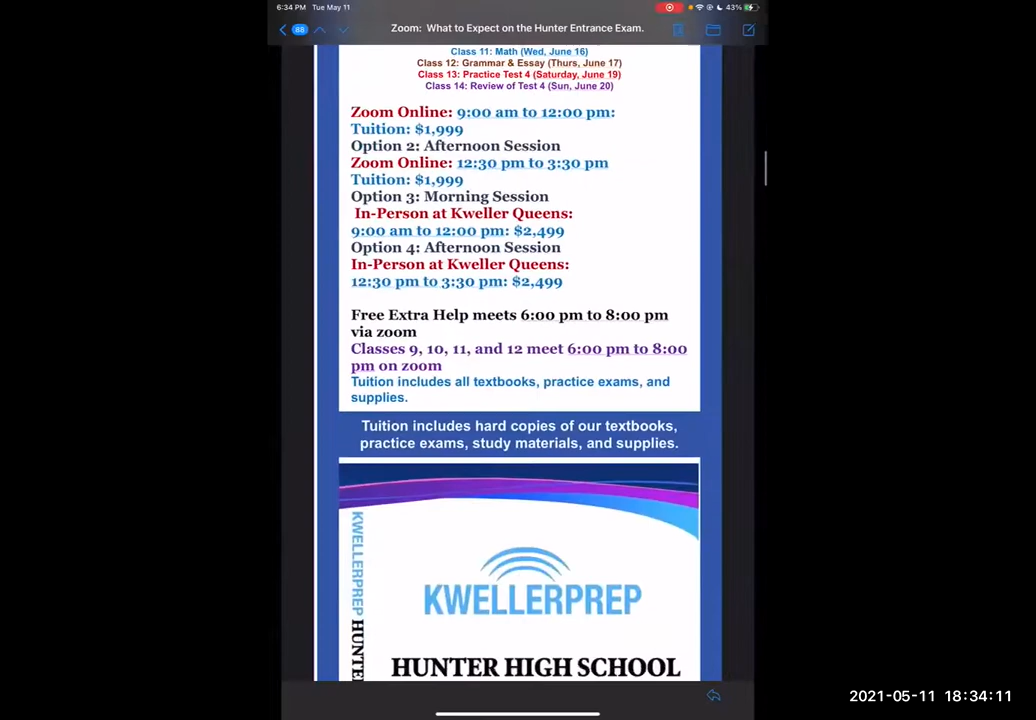 6:34 PM Tue May 11
43%
88
Zoom: What to Expect on the Hunter Entrance Exam.
Class 11: Math (Wed, June 16)
Class 12: Grammar & Essay (Thurs, June 17)
Class 13: Practice Test 4 (Saturday, June 19)
Class 14: Review of Test 4 (Sun, June 20)
Zoom Online: 9:00 am to 12:00 pm:
Tuition: $1,999
Option 2: Afternoon Session
Zoom Online: 12:30 pm to 3:30 pm
Tuition: $1,999
Option 3: Morning Session
In-Person at Kweller Queens:
9:00 am to 12:00 pm: $2,499
Option 4: Afternoon Session
In-Person at Kweller Queens:
12:30 pm to 3:30 pm: $2,499
Free Extra Help meets 6:00 pm to 8:00 pm
via zoom
Classes 9, 10, 11, and 12 meet 6:00 pm to 8:00
pm on zoom
Tuition includes all textbooks, practice exams, and
supplies.
Tuition includes hard copies of our textbooks,
practice exams, study materials, and supplies.
KWELLERPREP HUNTE
KWELLERPREP
HUNTER HIGH SCHOOL
2021-05-11 18:34:11